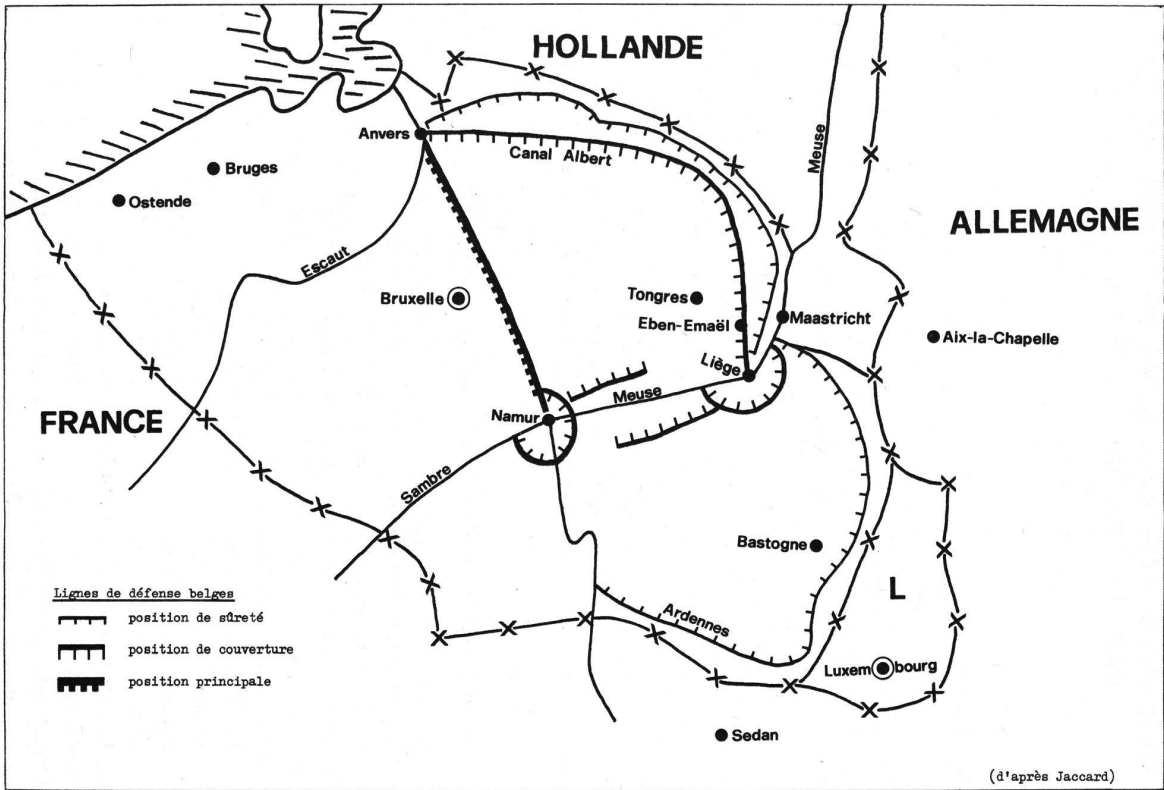 HOLLANDE
Anvers
Canal Albert
Meuse
Bruges
Ostende
ALLEMAGNE
Escaut
Bruxelle
Tongres
Eben-Emaël
Maastricht
Aix-la-Chapelle
Liège
Meuse
FRANCE
Namur
Sambre
Bastogne
Ardennes
L
Luxembourg
Sedan
Lignes de défense belges
position de sûreté
position de couverture
position principale
(d'après Jaccard)